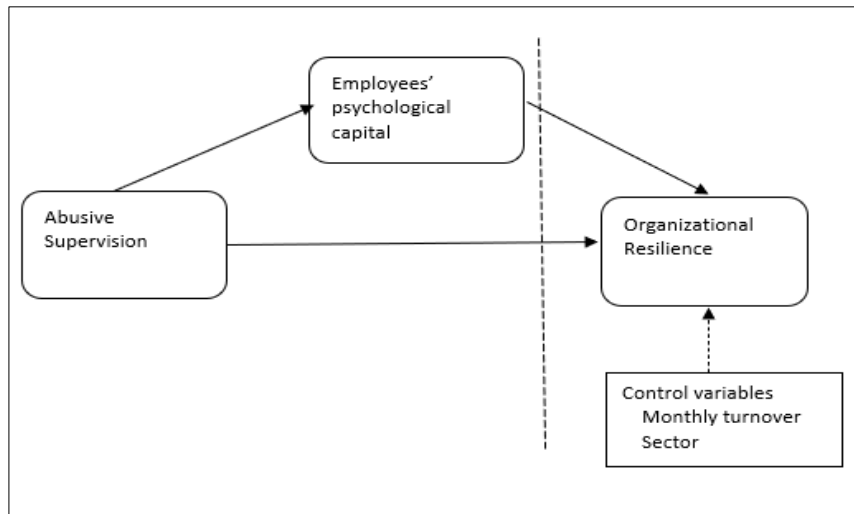 Employees'
psychological
capital
Abusive
Supervision
Organizational
Resilience
Control variables
Monthly turnover
Sector